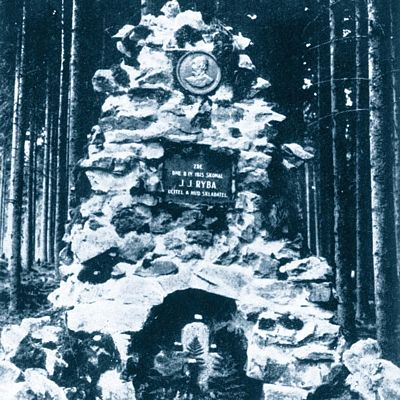 ZDE
DNE 8 IV 1815 SKONAL
J. J. RYBA
UČITEL A HUD. SKLADATEL.